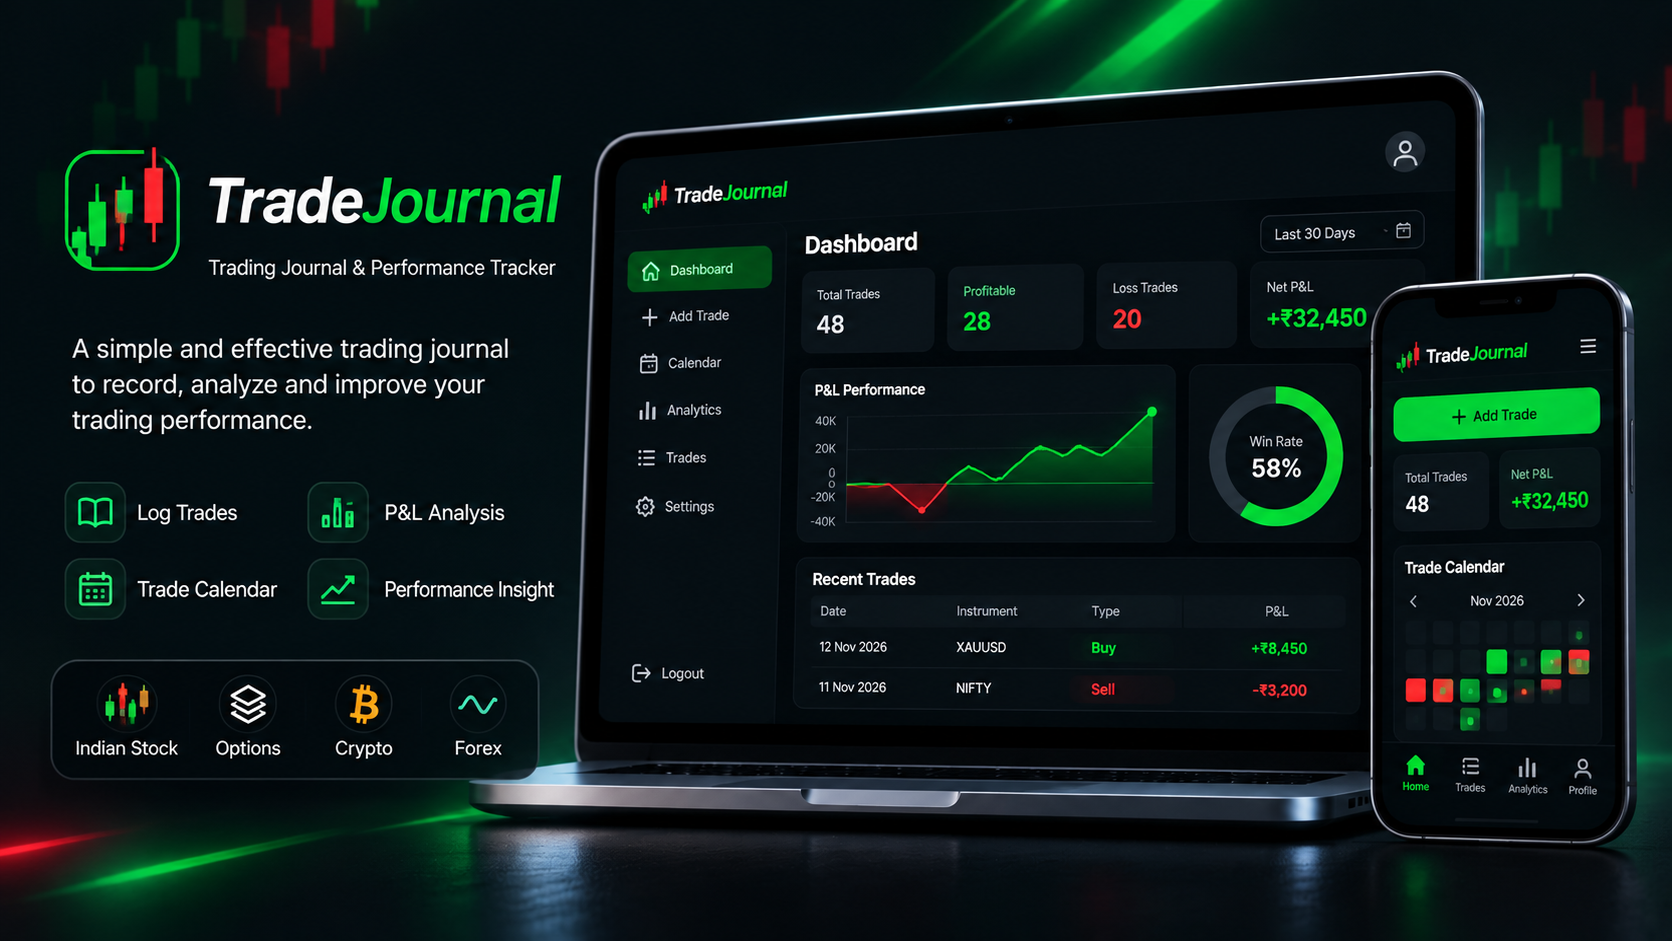 TradeJournal
Trading Journal & Performance Tracker
A simple and effective trading journal
to record, analyze and improve your
trading performance.
Log Trades
P&L Analysis
Trade Calendar
Performance Insight
Indian Stock
Options
Crypto
Forex
TradeJournal
Dashboard
Add Trade
Calendar
Analytics
Trades
Settings
Logout
Dashboard
Last 30 Days
Total Trades
48
Profitable
28
Loss Trades
20
Net P&L
+₹32,450
P&L Performance
40K
20K
0
0
-20K
-40K
Win Rate
58%
Recent Trades
Date Instrument Type P&L
12 Nov 2026 XAUUSD Buy +₹8,450
11 Nov 2026 NIFTY Sell -₹3,200
TradeJournal
+ Add Trade
Total Trades
48
Net P&L
+₹32,450
Trade Calendar
Nov 2026
Home
Trades
Analytics
Profile